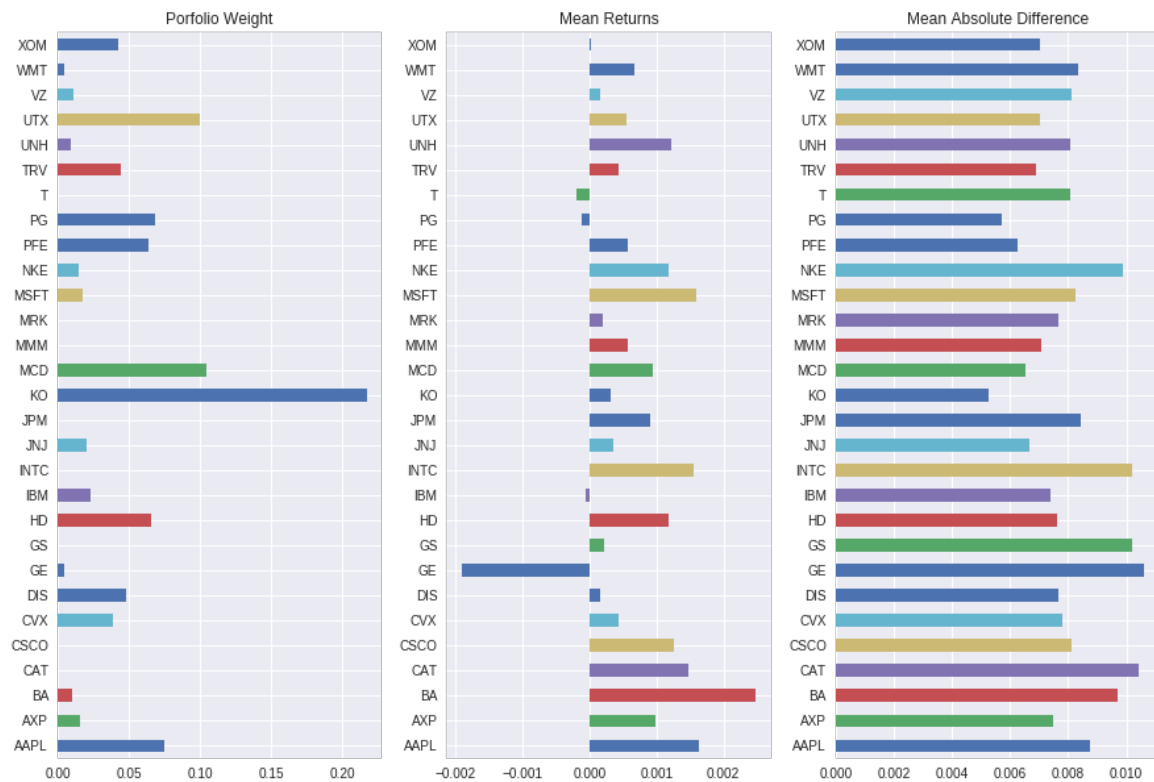 Porfolio Weight
XOM
WMT
VZ
UTX
UNH
TRV
T
PG
PFE
NKE
MSFT
MRK
MMM
MCD
KO
JPM
JNJ
INTC
IBM
HD
GS
GE
DIS
CVX
CSCO
CAT
BA
AXP
AAPL
0.00 0.05 0.10 0.15 0.20
Mean Returns
XOM
WMT
VZ
UTX
UNH
TRV
T
PG
PFE
NKE
MSFT
MRK
MMM
MCD
KO
JPM
JNJ
INTC
IBM
HD
GS
GE
DIS
CVX
CSCO
CAT
BA
AXP
AAPL
−0.002 −0.001 0.000 0.001 0.002
Mean Absolute Difference
XOM
WMT
VZ
UTX
UNH
TRV
T
PG
PFE
NKE
MSFT
MRK
MMM
MCD
KO
JPM
JNJ
INTC
IBM
HD
GS
GE
DIS
CVX
CSCO
CAT
BA
AXP
AAPL
0.000 0.002 0.004 0.006 0.008 0.010